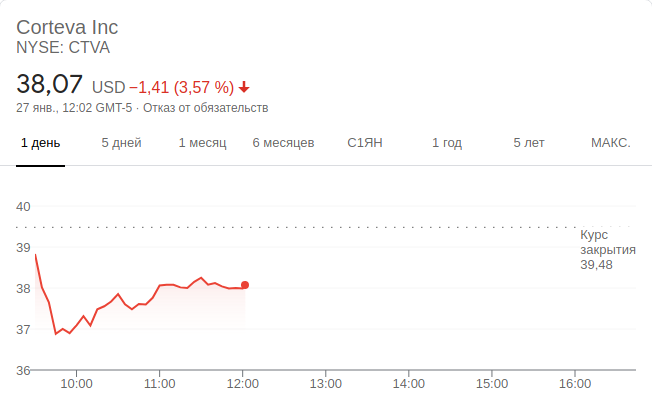 Corteva Inc
NYSE: CTVA
38,07 USD −1,41 (3,57 %)
27 янв., 12:02 GMT-5 · Отказ от обязательств
1 день 5 дней 1 месяц 6 месяцев С1ЯН 1 год 5 лет МАКС.
40
39
38
37
36
Курс
закрытия
39,48
10:00 11:00 12:00 13:00 14:00 15:00 16:00